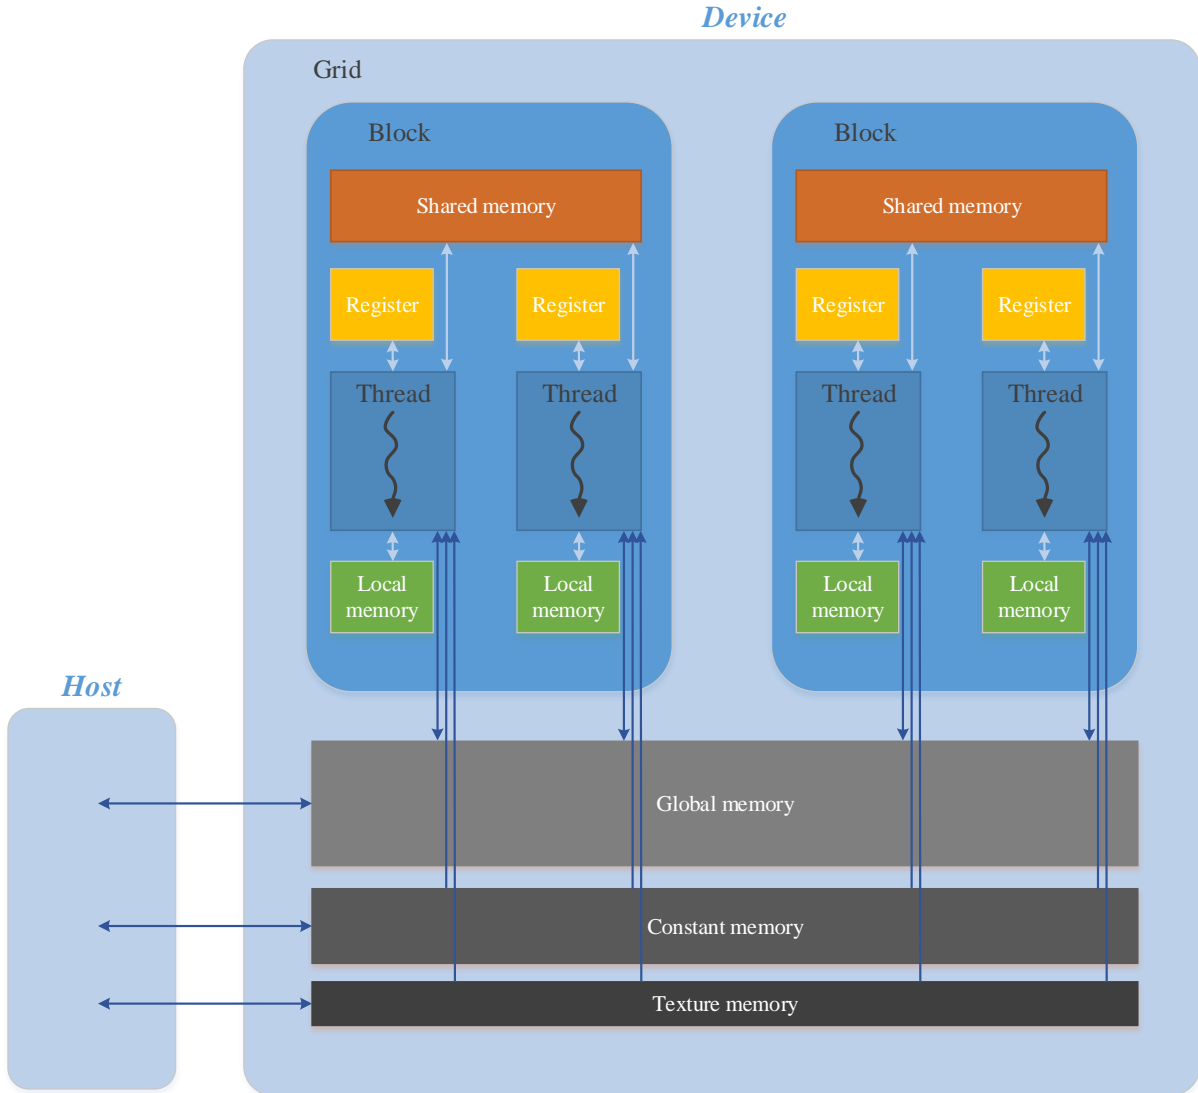 Device
Grid
Block
Block
Shared memory
Shared memory
Register
Register
Register
Register
Thread
Thread
Thread
Thread
Local
memory
Local
memory
Local
memory
Local
memory
Host
Global memory
Constant memory
Texture memory